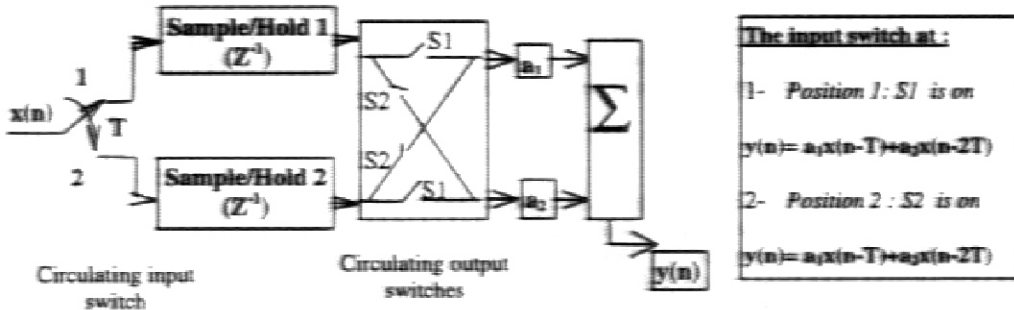 Sample/Hold 1
(Z⁻¹)
S1
a₁
1
x(n)
T
S2
Σ
S2
2
Sample/Hold 2
(Z⁻¹)
S1
a₂
y(n)
Circulating input
switch
Circulating output
switches
The input switch at :
1- Position 1: S1 is on
y(n)= a₁x(n-T)+a₂x(n-2T)
2- Position 2 : S2 is on
y(n)= a₁x(n-T)+a₂x(n-2T)